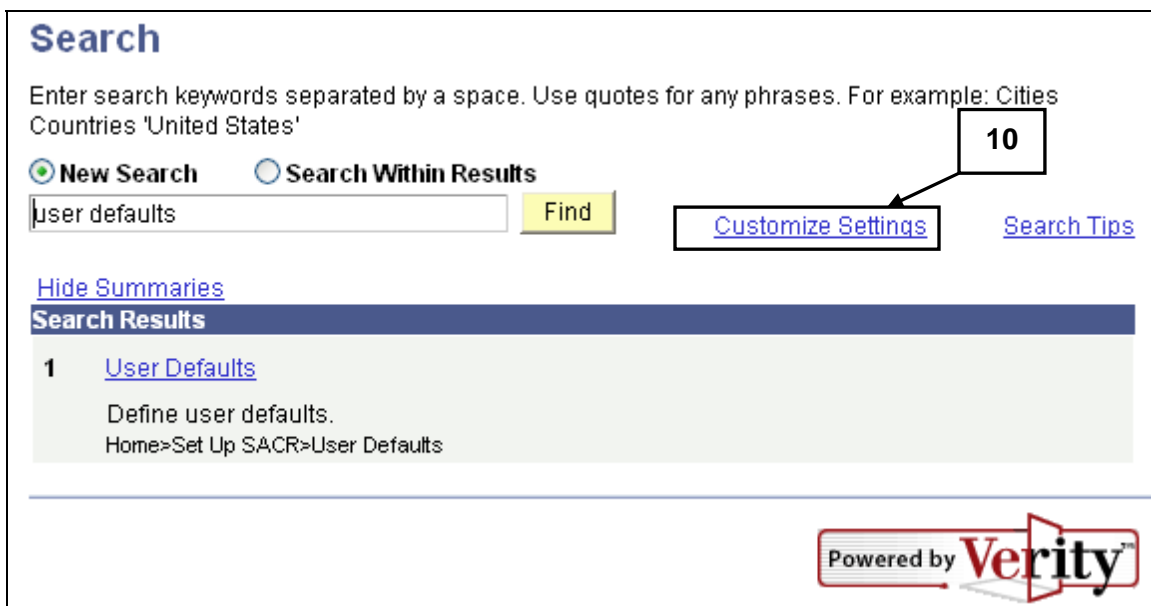 Search
Enter search keywords separated by a space. Use quotes for any phrases. For example: Cities
Countries 'United States'
10
New Search Search Within Results
user defaults Find Customize Settings Search Tips
Hide Summaries
Search Results
1 User Defaults
Define user defaults.
Home>Set Up SACR>User Defaults
Powered by Verity™